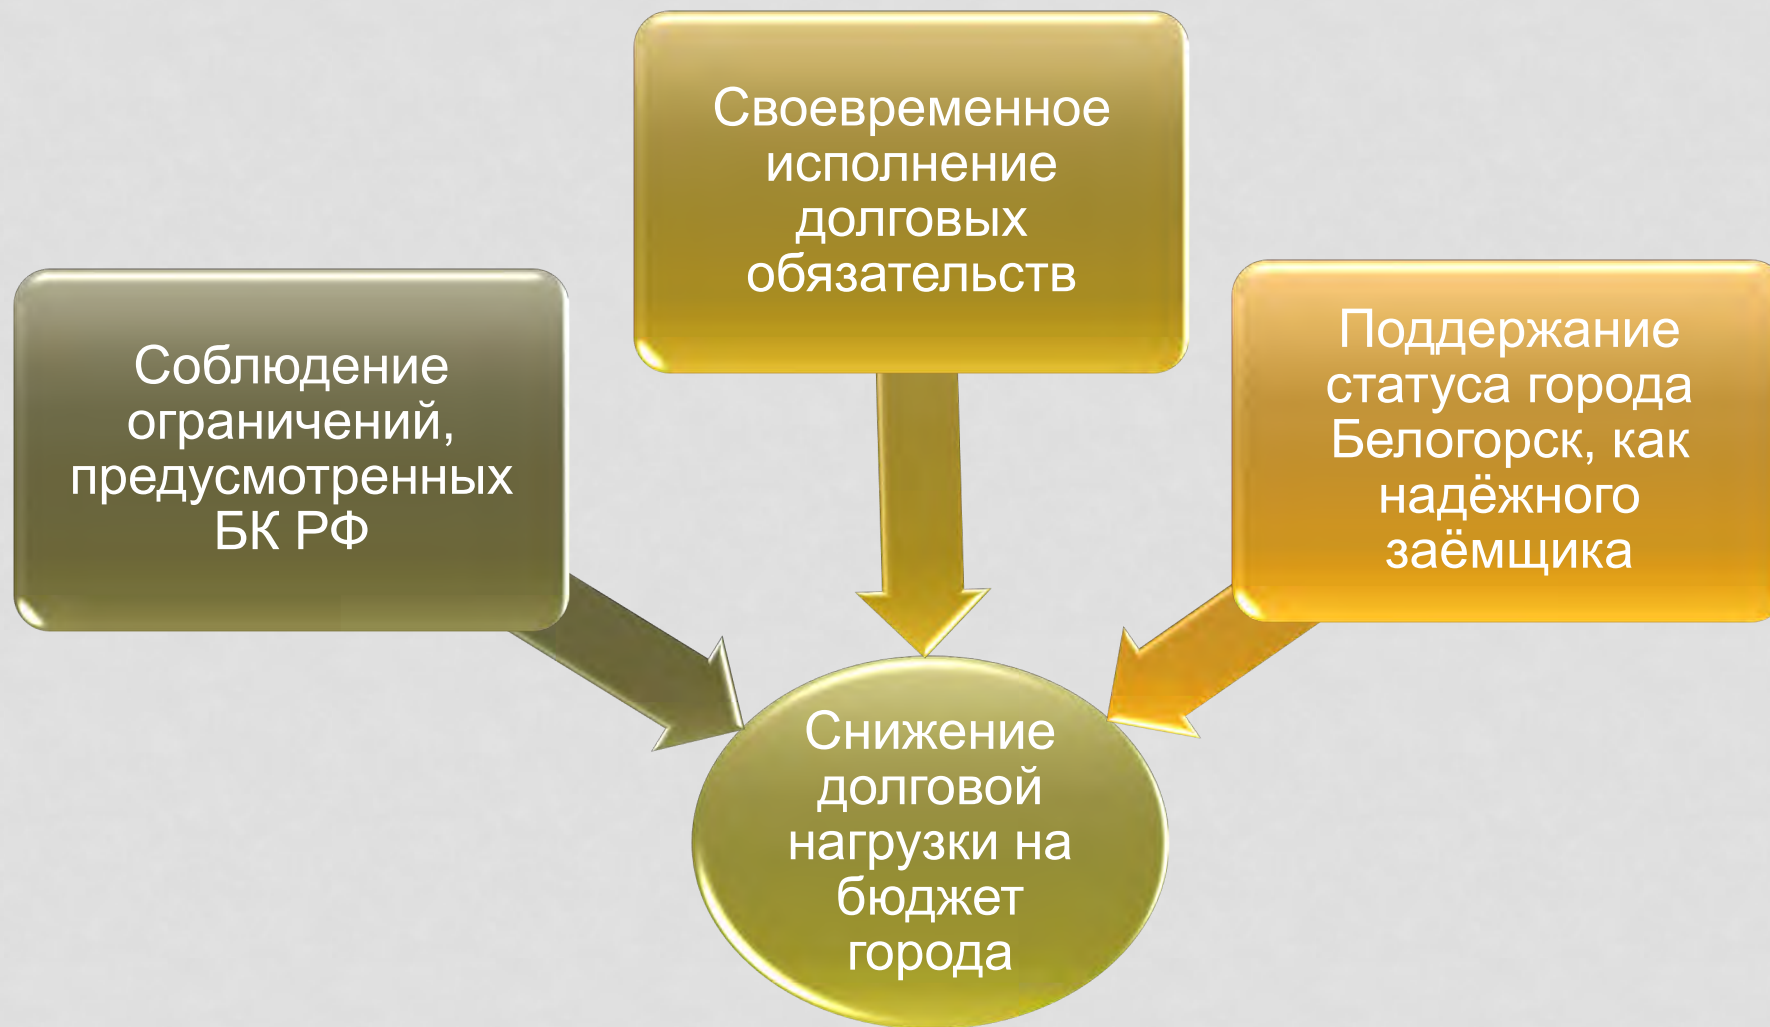 Своевременное
исполнение
долговых
обязательств
Соблюдение
ограничений,
предусмотренных
БК РФ
Поддержание
статуса города
Белогорск, как
надёжного
заёмщика
Снижение
долговой
нагрузки на
бюджет
города